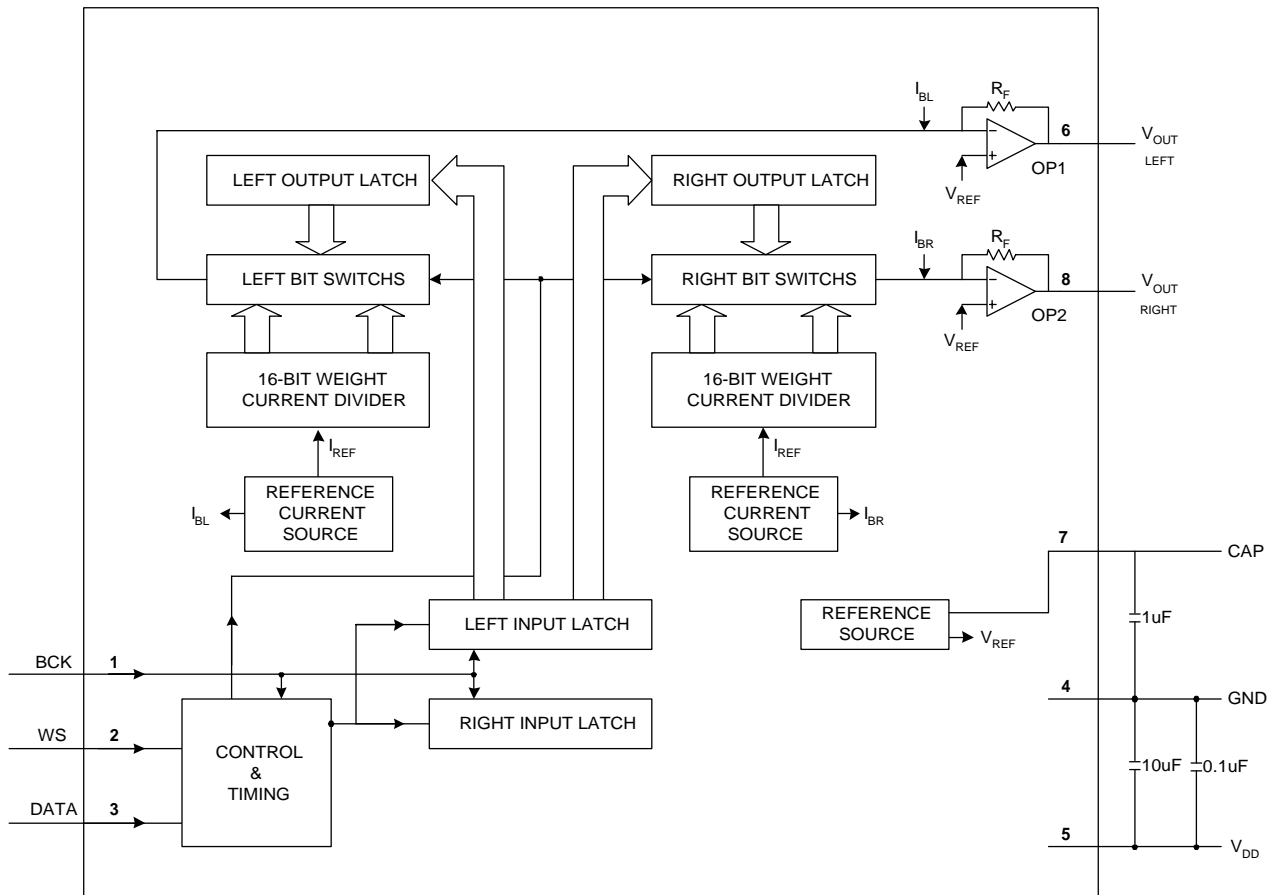 I_BL
R_F
6
V_OUT
LEFT
OP1
V_REF
LEFT OUTPUT LATCH
RIGHT OUTPUT LATCH
I_BR
R_F
8
V_OUT
RIGHT
OP2
V_REF
LEFT BIT SWITCHS
RIGHT BIT SWITCHS
16-BIT WEIGHT
CURRENT DIVIDER
16-BIT WEIGHT
CURRENT DIVIDER
I_REF
I_REF
I_BL
REFERENCE
CURRENT
SOURCE
REFERENCE
CURRENT
SOURCE
I_BR
7
CAP
REFERENCE
SOURCE
V_REF
1uF
LEFT INPUT LATCH
BCK
1
4
GND
RIGHT INPUT LATCH
WS
2
CONTROL
&
TIMING
10uF
0.1uF
DATA
3
5
V_DD